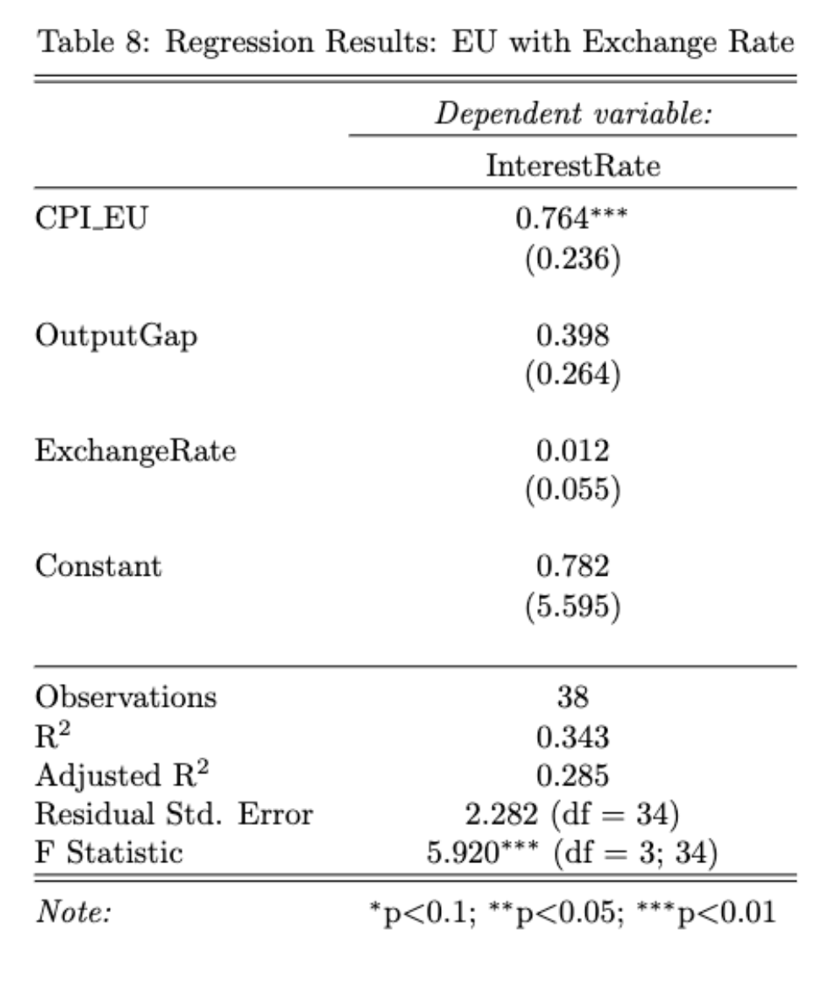 Table 8: Regression Results: EU with Exchange Rate
Dependent variable:
InterestRate
CPI_EU 0.764***
(0.236)
OutputGap 0.398
(0.264)
ExchangeRate 0.012
(0.055)
Constant 0.782
(5.595)
Observations 38
R² 0.343
Adjusted R² 0.285
Residual Std. Error 2.282 (df = 34)
F Statistic 5.920*** (df = 3; 34)
Note: *p<0.1; **p<0.05; ***p<0.01